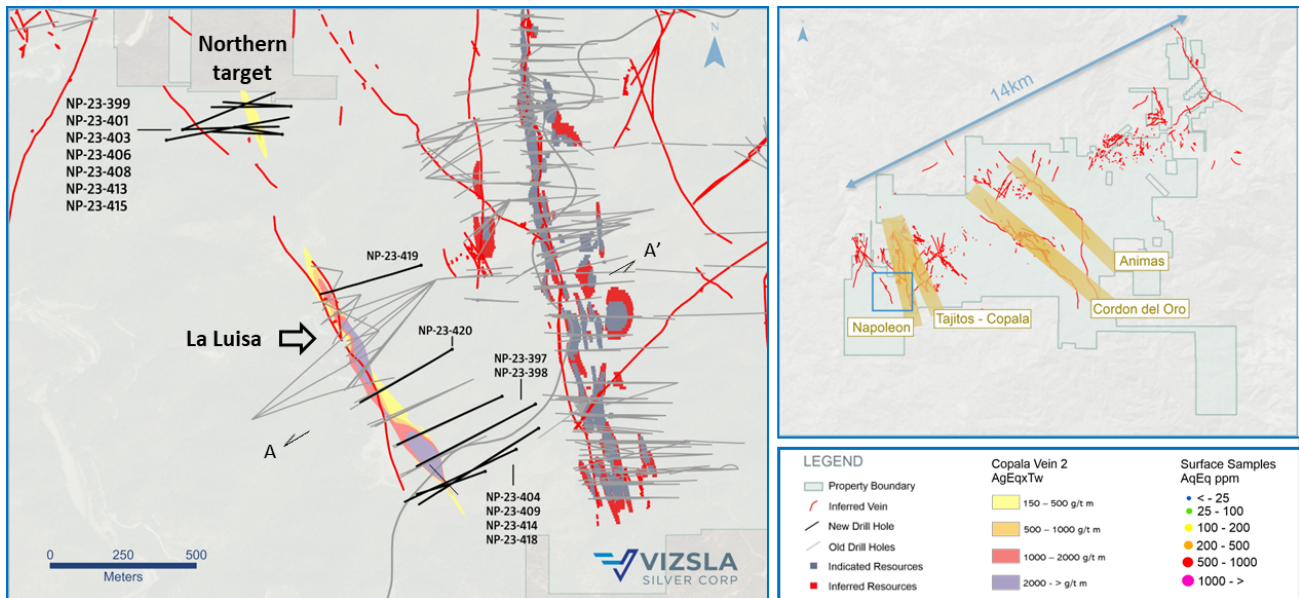 Northern
target
NP-23-399
NP-23-401
NP-23-403
NP-23-406
NP-23-408
NP-23-413
NP-23-415
N
NP-23-419
A'
La Luisa
NP-23-420
NP-23-397
NP-23-398
A
NP-23-404
NP-23-409
NP-23-414
NP-23-418
0 250 500
Meters
VIZSLA
SILVER CORP
N
14km
Animas
Cordon del Oro
Tajitos - Copala
Napoleon
LEGEND
Property Boundary
Inferred Vein
New Drill Hole
Old Drill Holes
Indicated Resources
Inferred Resources
Copala Vein 2
AgEqxTw
150 – 500 g/t m
500 – 1000 g/t m
1000 – 2000 g/t m
2000 - > g/t m
Surface Samples
AqEq ppm
< - 25
25 - 100
100 - 200
200 - 500
500 - 1000
1000 - >